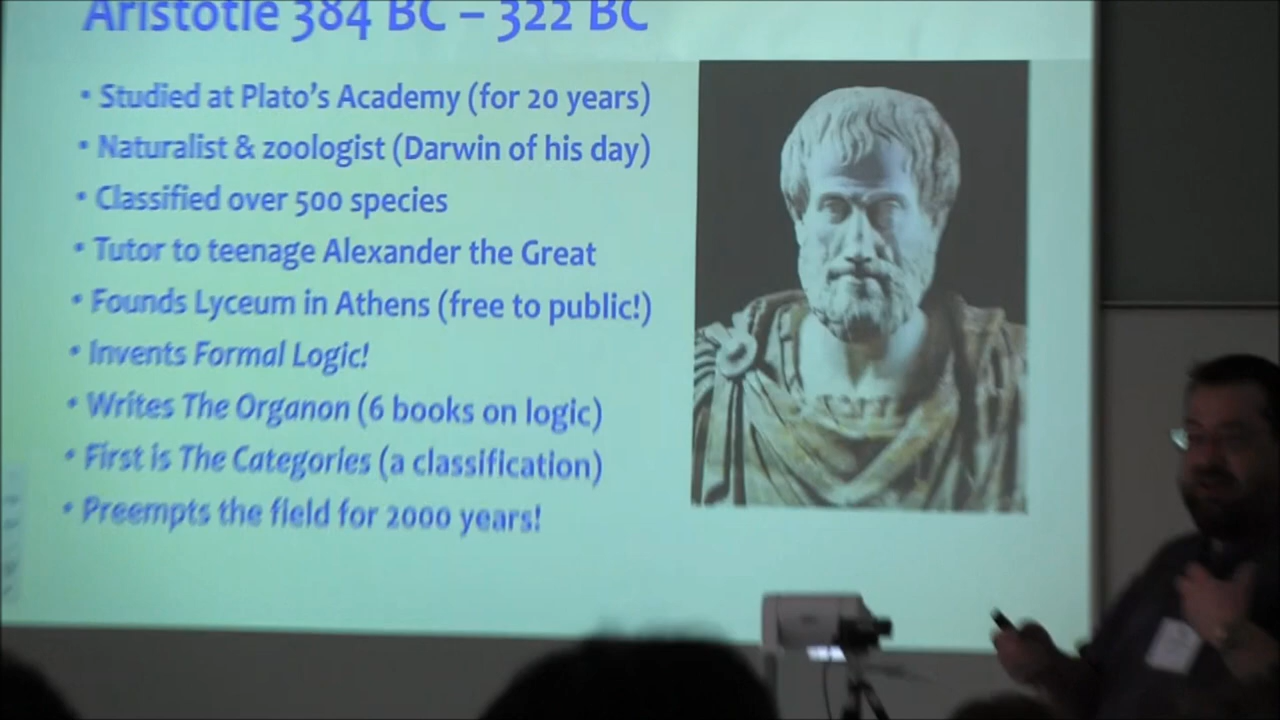 Aristotle 384 BC – 322 BC
• Studied at Plato's Academy (for 20 years)
• Naturalist & zoologist (Darwin of his day)
• Classified over 500 species
• Tutor to teenage Alexander the Great
• Founds Lyceum in Athens (free to public!)
• Invents Formal Logic!
• Writes The Organon (6 books on logic)
• First is The Categories (a classification)
• Preempts the field for 2000 years!